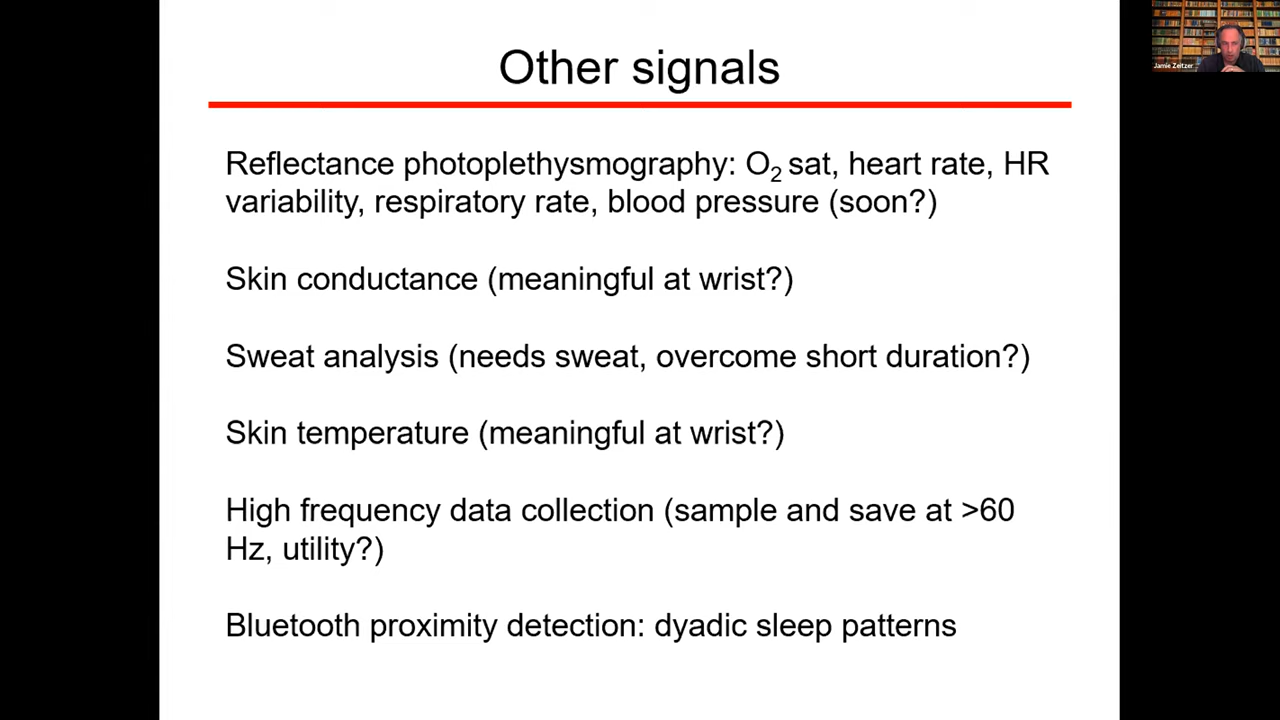 Other signals
Jamie Zeitzer
Reflectance photoplethysmography: O₂ sat, heart rate, HR
variability, respiratory rate, blood pressure (soon?)
Skin conductance (meaningful at wrist?)
Sweat analysis (needs sweat, overcome short duration?)
Skin temperature (meaningful at wrist?)
High frequency data collection (sample and save at >60
Hz, utility?)
Bluetooth proximity detection: dyadic sleep patterns